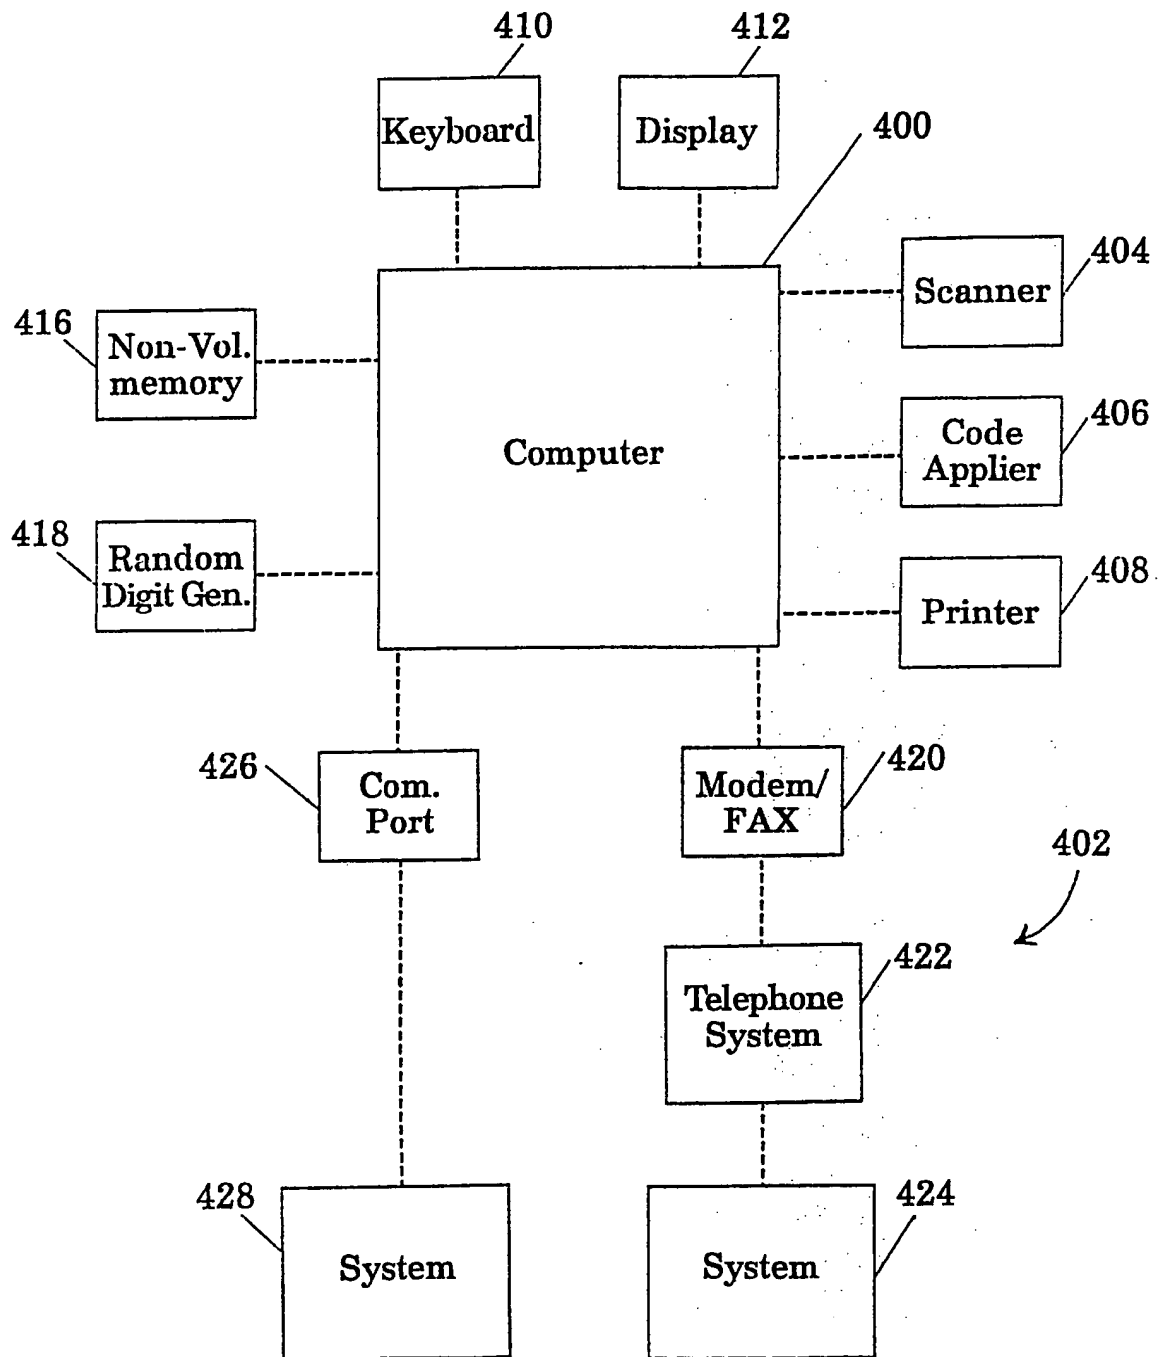 410
412
Keyboard
Display
400
404
Scanner
416
Non-Vol.
memory
406
Code
Applier
Computer
418
Random
Digit Gen.
408
Printer
426
Com.
Port
420
Modem/
FAX
402
422
Telephone
System
428
System
424
System